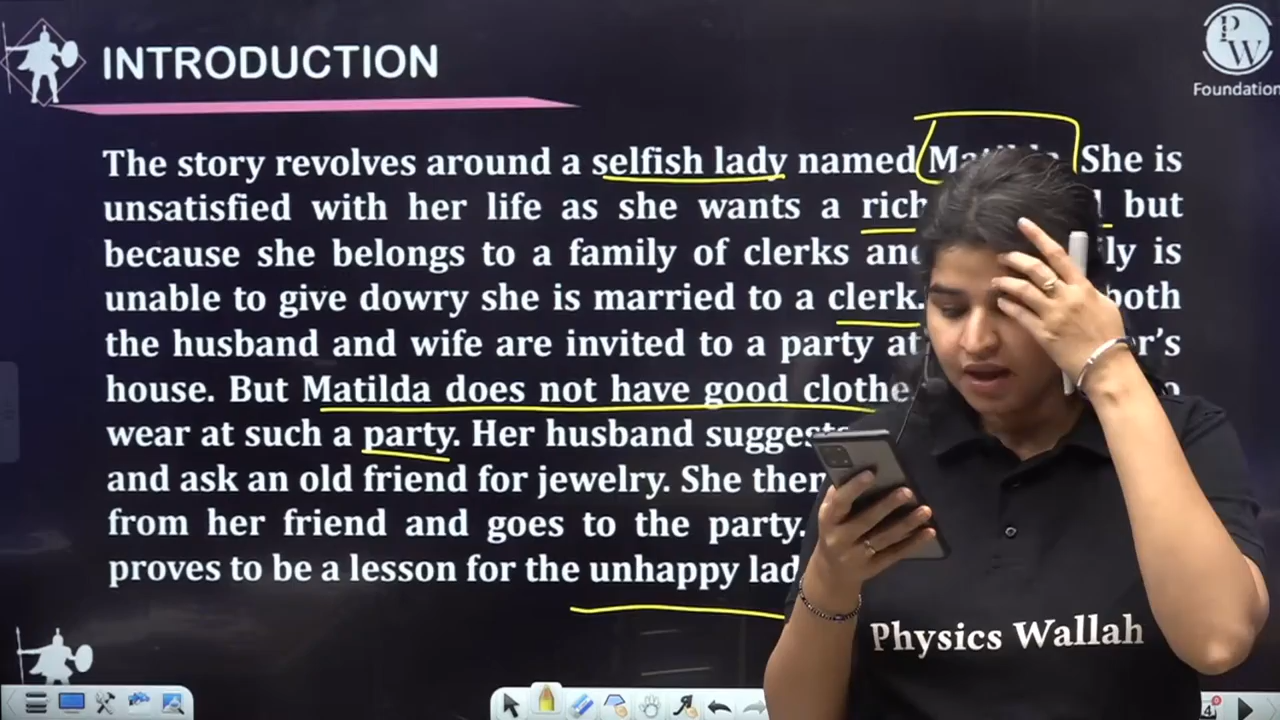 INTRODUCTION
P
W
Foundation
The story revolves around a selfish lady named She is
unsatisfied with her life as she wants a rich but
because she belongs to a family of clerks is
unable to give dowry she is married to a clerk. both
the husband and wife are invited to a party at
house. But Matilda does not have good
wear at such a party. Her husband suggests
and ask an old friend for jewelry. She then
from her friend and goes to the party.
proves to be a lesson for the unhappy
Physics Wallah